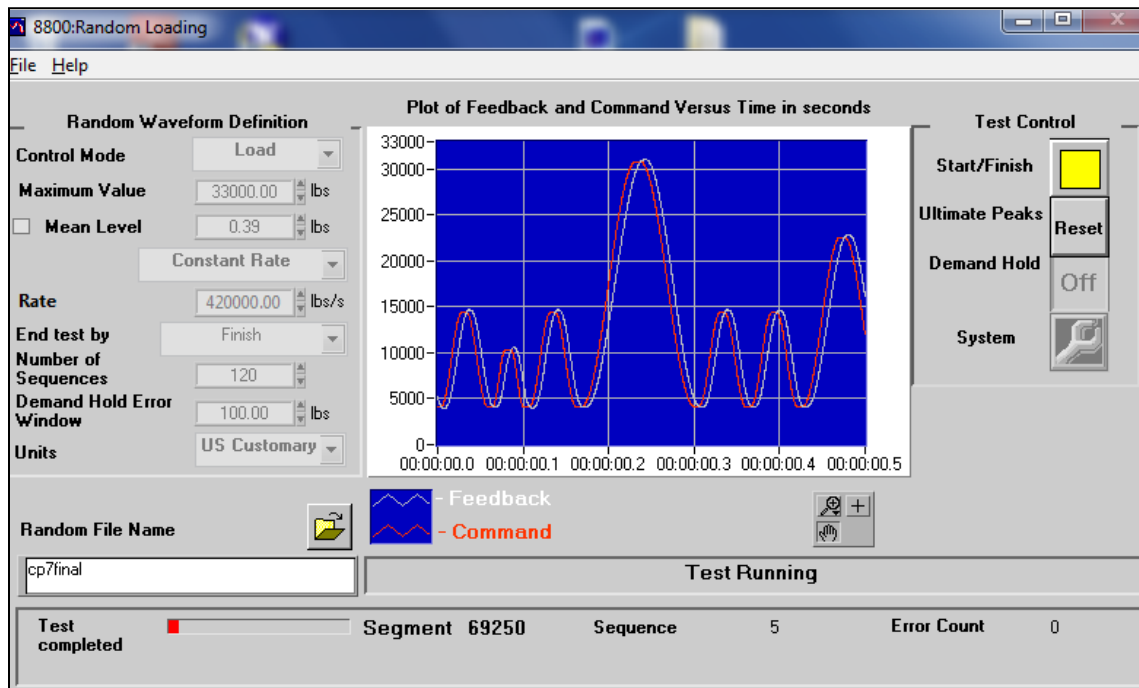 8800:Random Loading
File Help
Random Waveform Definition
Control Mode Load
Maximum Value 33000.00 lbs
Mean Level 0.39 lbs
Constant Rate
Rate 420000.00 lbs/s
End test by Finish
Number of
Sequences 120
Demand Hold Error
Window 100.00 lbs
Units US Customary
Plot of Feedback and Command Versus Time in seconds
33000
30000
25000
20000
15000
10000
5000
0
00:00:00.0 00:00:00.1 00:00:00.2 00:00:00.3 00:00:00.4 00:00:00.5
Test Control
Start/Finish
Ultimate Peaks Reset
Demand Hold Off
System
- Feedback
- Command
Random File Name
cp7final
Test Running
Test
completed
Segment 69250 Sequence 5 Error Count 0